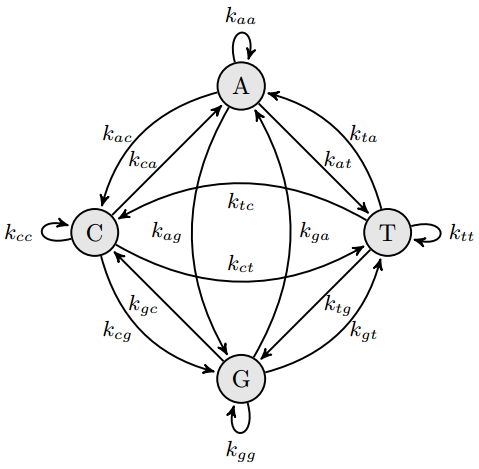 k_aa
A
k_ac
k_ta
k_ca
k_at
k_tc
k_cc
C
k_ag
k_ga
T
k_tt
k_ct
k_gc
k_tg
k_cg
k_gt
G
k_gg